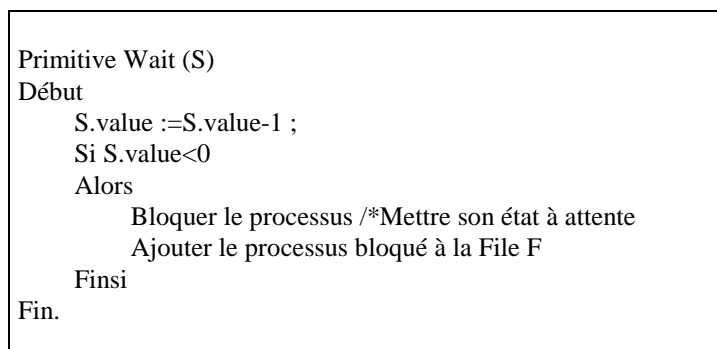 Primitive Wait (S)
Début
S.value :=S.value-1 ;
Si S.value<0
Alors
Bloquer le processus /*Mettre son état à attente
Ajouter le processus bloqué à la File F
Finsi
Fin.